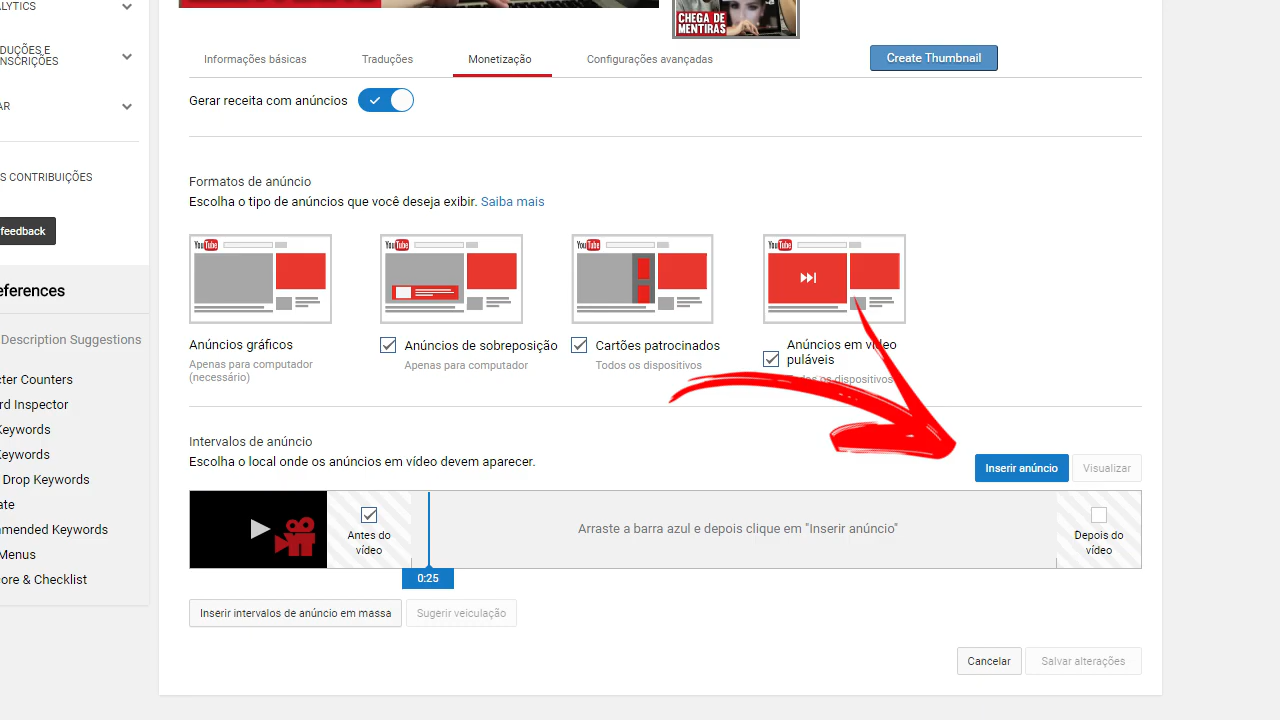 ALYTICS
NSCRIÇÕES
AR
S CONTRIBUIÇÕES
feedback
eferences
Description Suggestions
cter Counters
rd Inspector
Keywords
Keywords
Drop Keywords
ate
mended Keywords
Menus
ore & Checklist
CHEGA DE
MENTIRAS
Informações básicas
Traduções
Monetização
Configurações avançadas
Create Thumbnail
Gerar receita com anúncios
Formatos de anúncio
Escolha o tipo de anúncios que você deseja exibir. Saiba mais
YouTube
YouTube
YouTube
YouTube
Anúncios gráficos
Apenas para computador
(necessário)
Anúncios de sobreposição
Apenas para computador
Cartões patrocinados
Todos os dispositivos
Anúncios em vídeo
puláveis
Todos os dispositivos
Intervalos de anúncio
Escolha o local onde os anúncios em vídeo devem aparecer.
Inserir anúncio
Visualizar
Antes do
vídeo
Arraste a barra azul e depois clique em "Inserir anúncio"
Depois do
vídeo
0:25
Inserir intervalos de anúncio em massa
Sugerir veiculação
Cancelar
Salvar alterações